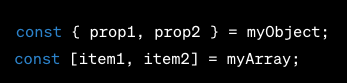 const { prop1, prop2 } = myObject;
const [item1, item2] = myArray;